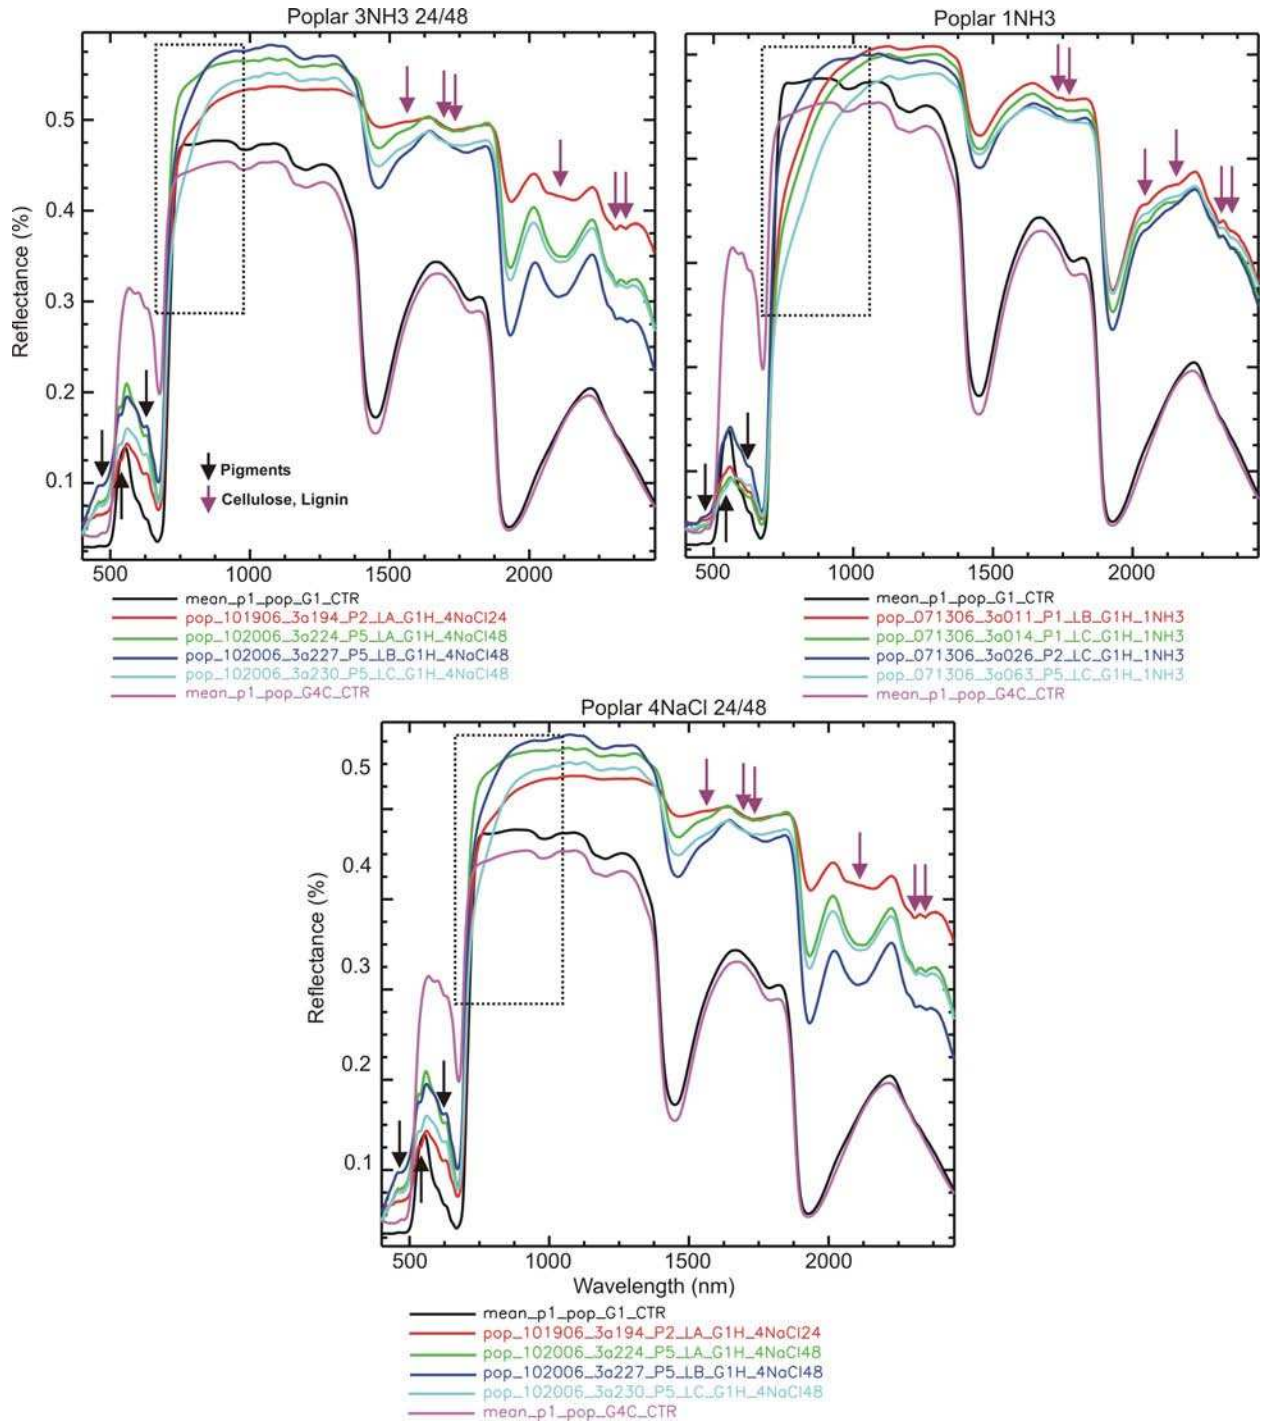 Poplar 3NH3 24/48
Reflectance (%)
0.5
0.4
0.3
0.2
0.1
Pigments
Cellulose, Lignin
500 1000 1500 2000
mean_p1_pop_G1_CTR
pop_101906_3a194_P2_LA_G1H_4NaCl24
pop_102006_3a224_P5_LA_G1H_4NaCl48
pop_102006_3a227_P5_LB_G1H_4NaCl48
pop_102006_3a230_P5_LC_G1H_4NaCl48
mean_p1_pop_G4C_CTR
Poplar 1NH3
500 1000 1500 2000
mean_p1_pop_G1_CTR
pop_071306_3a011_P1_LB_G1H_1NH3
pop_071306_3a014_P1_LC_G1H_1NH3
pop_071306_3a026_P2_LC_G1H_1NH3
pop_071306_3a063_P5_LC_G1H_1NH3
mean_p1_pop_G4C_CTR
Poplar 4NaCl 24/48
Reflectance (%)
0.5
0.4
0.3
0.2
0.1
500 1000 1500 2000
Wavelength (nm)
mean_p1_pop_G1_CTR
pop_101906_3a194_P2_LA_G1H_4NaCl24
pop_102006_3a224_P5_LA_G1H_4NaCl48
pop_102006_3a227_P5_LB_G1H_4NaCl48
pop_102006_3a230_P5_LC_G1H_4NaCl48
mean_p1_pop_G4C_CTR